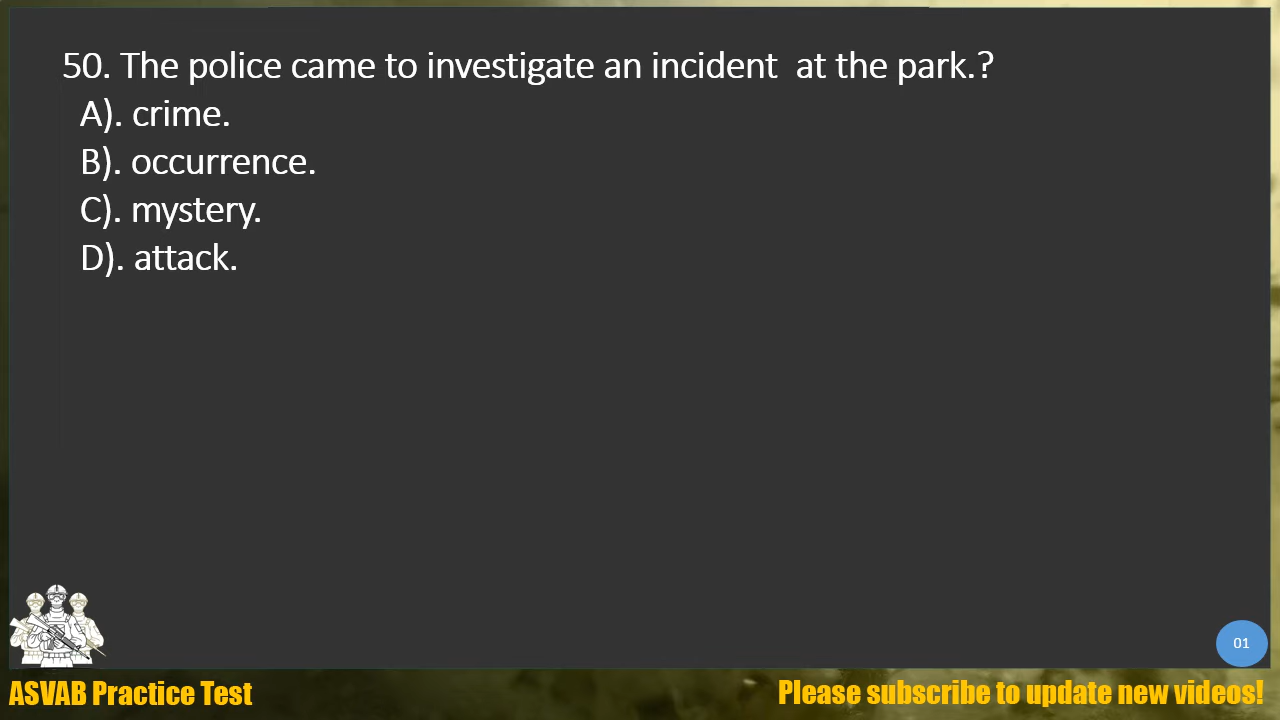 50. The police came to investigate an incident  at the park.?
A). crime.
B). occurrence.
C). mystery.
D). attack.
01
ASVAB Practice Test
Please subscribe to update new videos!